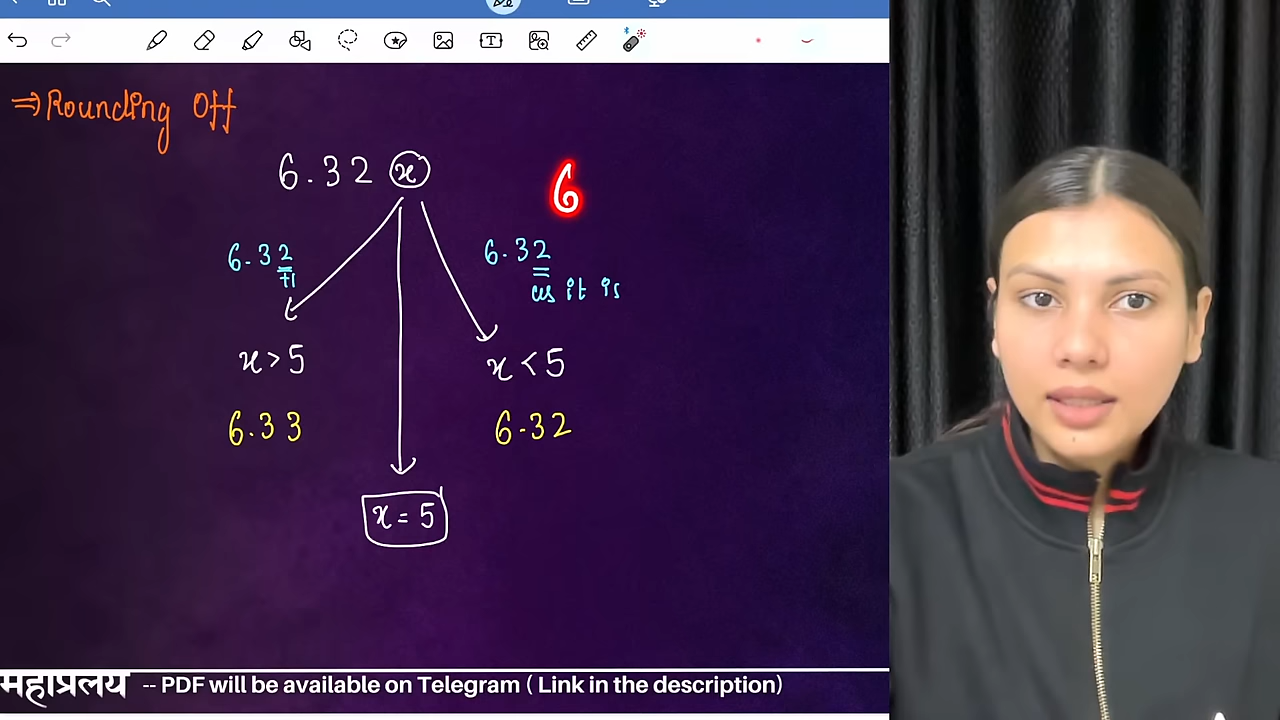 ⇒Rounding Off
6.32 x
6
6.32
+1
6.32
as it is
x > 5
x < 5
6.33
6.32
x = 5
महाप्रलय -- PDF will be available on Telegram ( Link in the description)